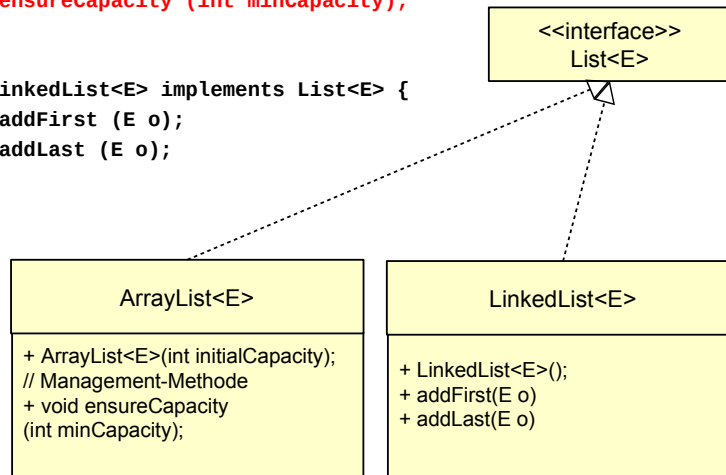 ensureCapacity (int minCapacity);
inkedList<E> implements List<E> {
addFirst (E o);
addLast (E o);
<<interface>>
List<E>
ArrayList<E>
+ ArrayList<E>(int initialCapacity);
// Management-Methode
+ void ensureCapacity
(int minCapacity);
LinkedList<E>
+ LinkedList<E>();
+ addFirst(E o)
+ addLast(E o)